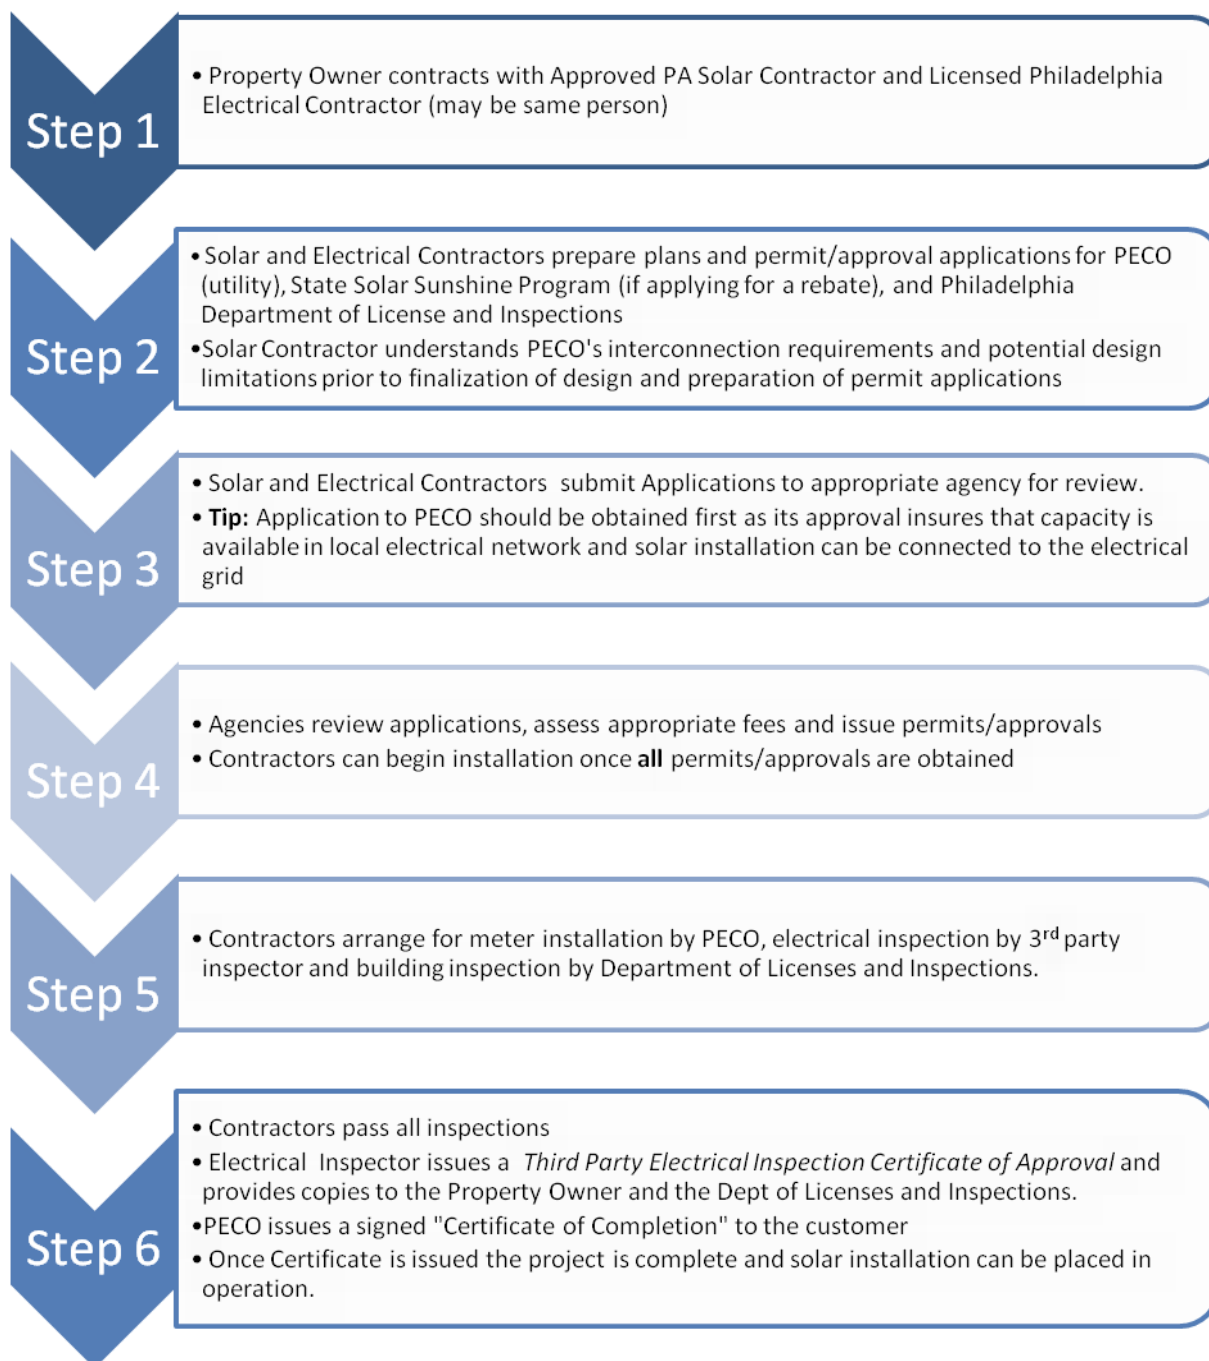 Step 1
• Property Owner contracts with Approved PA Solar Contractor and Licensed Philadelphia
Electrical Contractor (may be same person)
Step 2
• Solar and Electrical Contractors prepare plans and permit/approval applications for PECO
(utility), State Solar Sunshine Program (if applying for a rebate), and Philadelphia
Department of License and Inspections
•Solar Contractor understands PECO's interconnection requirements and potential design
limitations prior to finalization of design and preparation of permit applications
Step 3
• Solar and Electrical Contractors submit Applications to appropriate agency for review.
• Tip: Application to PECO should be obtained first as its approval insures that capacity is
available in local electrical network and solar installation can be connected to the electrical
grid
Step 4
• Agencies review applications, assess appropriate fees and issue permits/approvals
• Contractors can begin installation once all permits/approvals are obtained
Step 5
• Contractors arrange for meter installation by PECO, electrical inspection by 3rd party
inspector and building inspection by Department of Licenses and Inspections.
Step 6
• Contractors pass all inspections
• Electrical Inspector issues a Third Party Electrical Inspection Certificate of Approval and
provides copies to the Property Owner and the Dept of Licenses and Inspections.
•PECO issues a signed "Certificate of Completion" to the customer
• Once Certificate is issued the project is complete and solar installation can be placed in
operation.